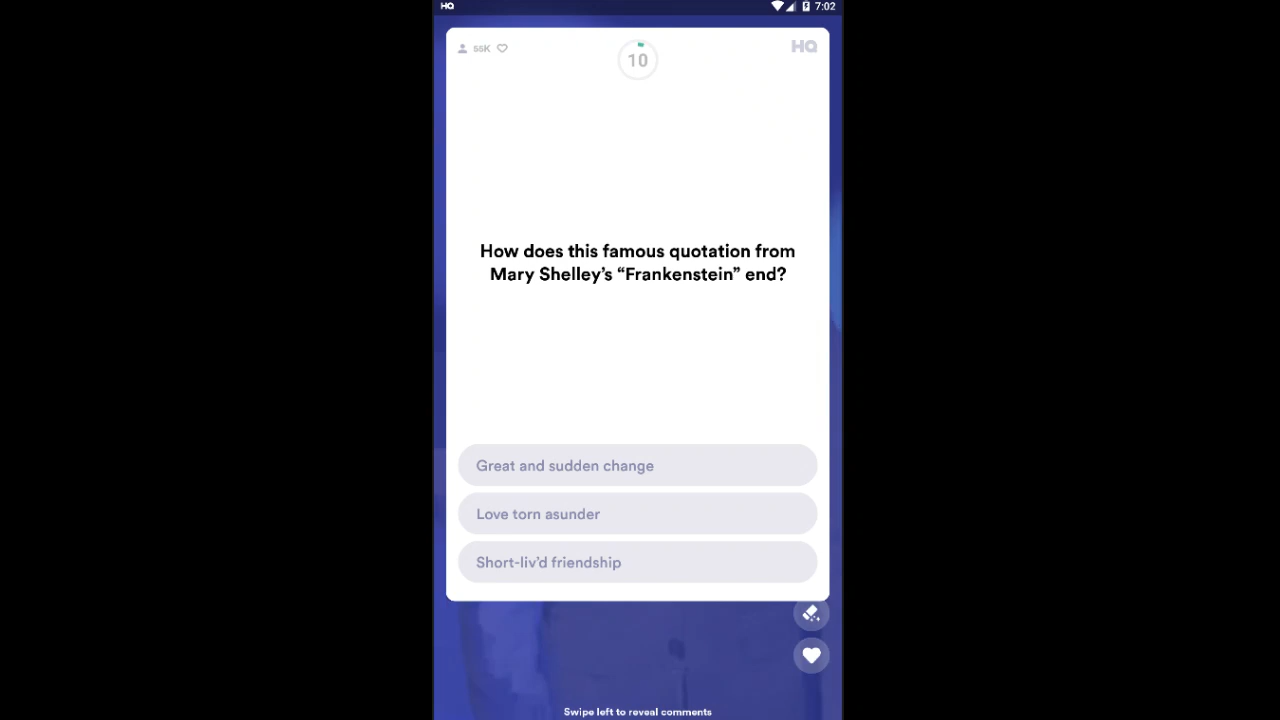 HQ
7:02
55K
10
HQ
How does this famous quotation from
Mary Shelley's “Frankenstein” end?
Great and sudden change
Love torn asunder
Short-liv'd friendship
Swipe left to reveal comments